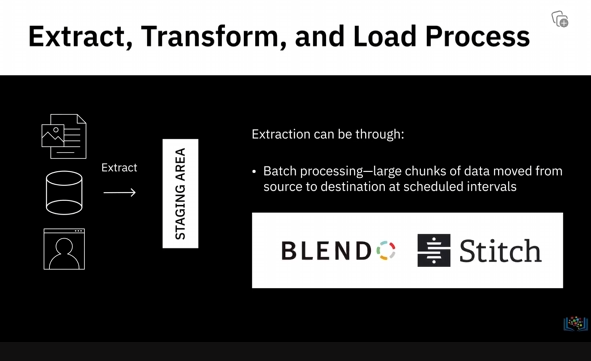 Extract, Transform, and Load Process
Extract
STAGING AREA
Extraction can be through:
• Batch processing—large chunks of data moved from
source to destination at scheduled intervals
BLENDO
Stitch